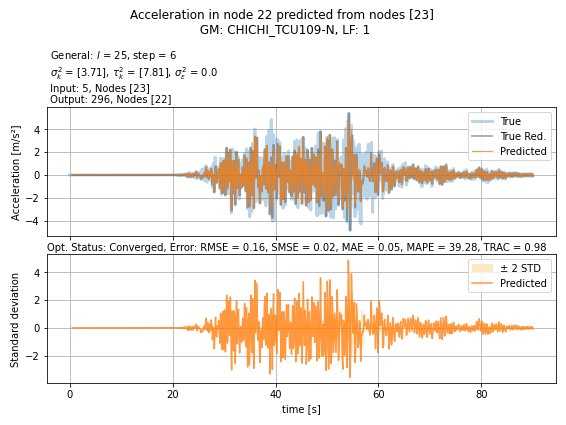 Acceleration in node 22 predicted from nodes [23]
GM: CHICHI_TCU109-N, LF: 1
General: l = 25, step = 6
σ²ₖ = [3.71], τ²ₖ = [7.81], σ²ε = 0.0
Input: 5, Nodes [23]
Output: 296, Nodes [22]
Acceleration [m/s²]
4
2
0
−2
−4
True
True Red.
Predicted
Opt. Status: Converged, Error: RMSE = 0.16, SMSE = 0.02, MAE = 0.05, MAPE = 39.28, TRAC = 0.98
Standard deviation
4
2
0
−2
± 2 STD
Predicted
0 20 40 60 80
time [s]